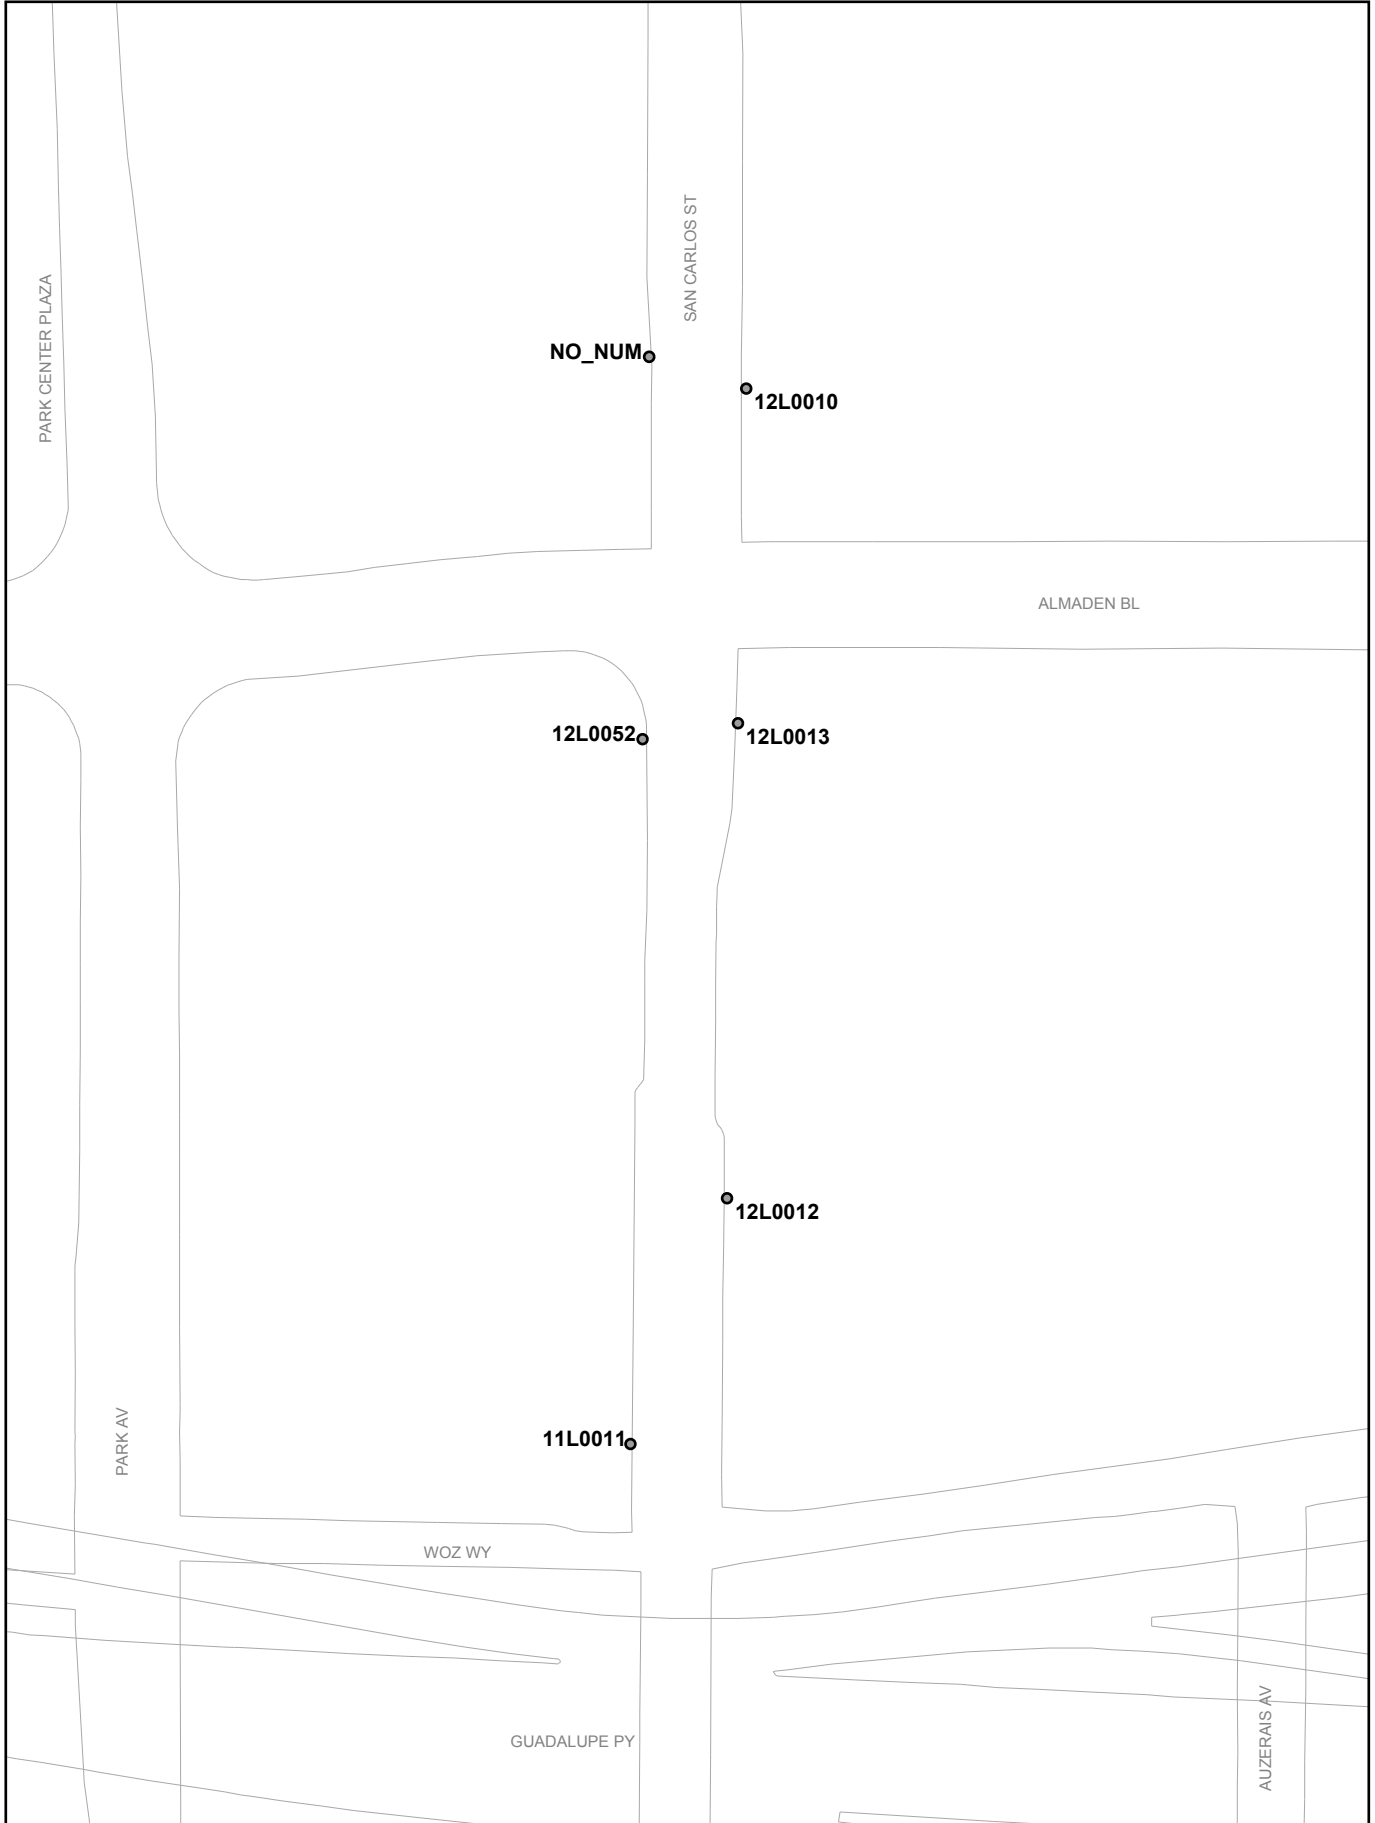 SAN CARLOS ST
PARK CENTER PLAZA
NO_NUM
12L0010
ALMADEN BL
12L0052
12L0013
12L0012
PARK AV
11L0011
WOZ WY
GUADALUPE PY
AUZERAIS AV